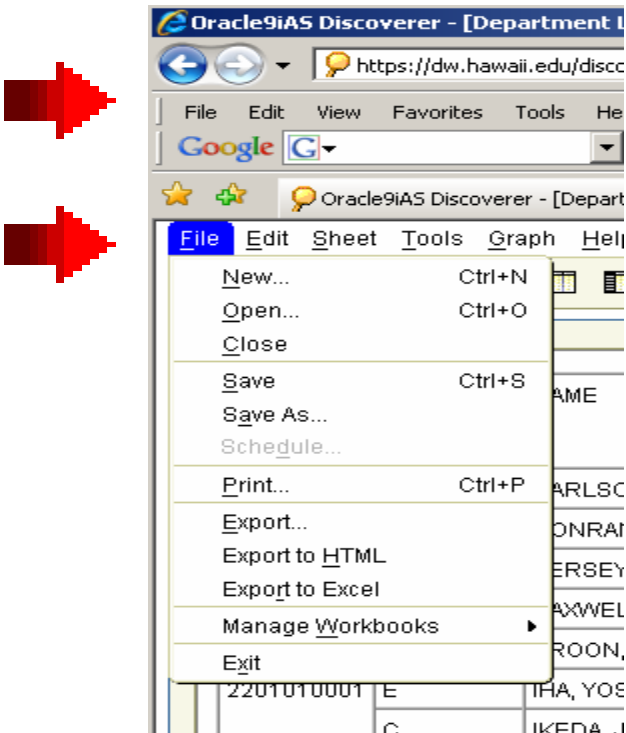 Oracle9iAS Discoverer - [Department L
https://dw.hawaii.edu/disco
File Edit View Favorites Tools He
Google G
Oracle9iAS Discoverer - [Depart
File Edit Sheet Tools Graph Help
New... Ctrl+N
Open... Ctrl+O
Close
Save Ctrl+S
AME
Save As...
Schedule...
Print... Ctrl+P
ARLSO
Export...
ONRAN
Export to HTML
ERSEY
Export to Excel
AXWEL
Manage Workbooks
ROON,
Exit
2201010001 E IHA, YOS
C IKEDA, J